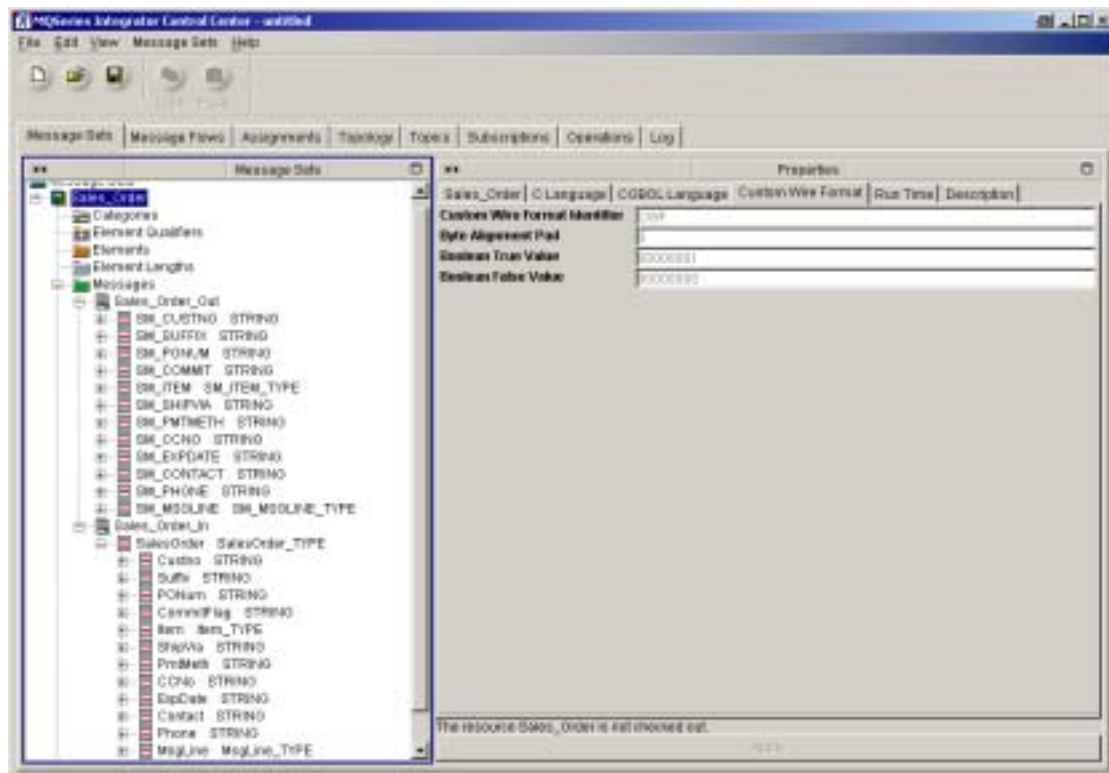 MQSeries Integrator Control Center - untitled
File Edit View Message Sets Help
Message Sets Message Flows Assignments Topology Topics Subscriptions Operations Log
Message Sets
Properties
Sales_Order C Language COBOL Language Custom Wire Format Run Time Description
Custom Wire Format Identifier CWF
Byte Alignment Pad
Boolean True Value 00000001
Boolean False Value 00000000
Message Sets
Sales_Order
Categories
Element Qualifiers
Elements
Element Lengths
Messages
Sales_Order_Out
SM_CUSTNO STRING
SM_SUFFIX STRING
SM_PONUM STRING
SM_COMMIT STRING
SM_ITEM SM_ITEM_TYPE
SM_SHIPVIA STRING
SM_PMTMETH STRING
SM_CCNO STRING
SM_EXPDATE STRING
SM_CONTACT STRING
SM_PHONE STRING
SM_MSGLINE SM_MSGLINE_TYPE
Sales_Order_In
SalesOrder SalesOrder_TYPE
Custno STRING
Suffix STRING
PONum STRING
CommitFlag STRING
Item Item_TYPE
ShipVia STRING
PmtMeth STRING
CCNo STRING
ExpDate STRING
Contact STRING
Phone STRING
MsgLine MsgLine_TYPE
The resource Sales_Order is not checked out.
Apply